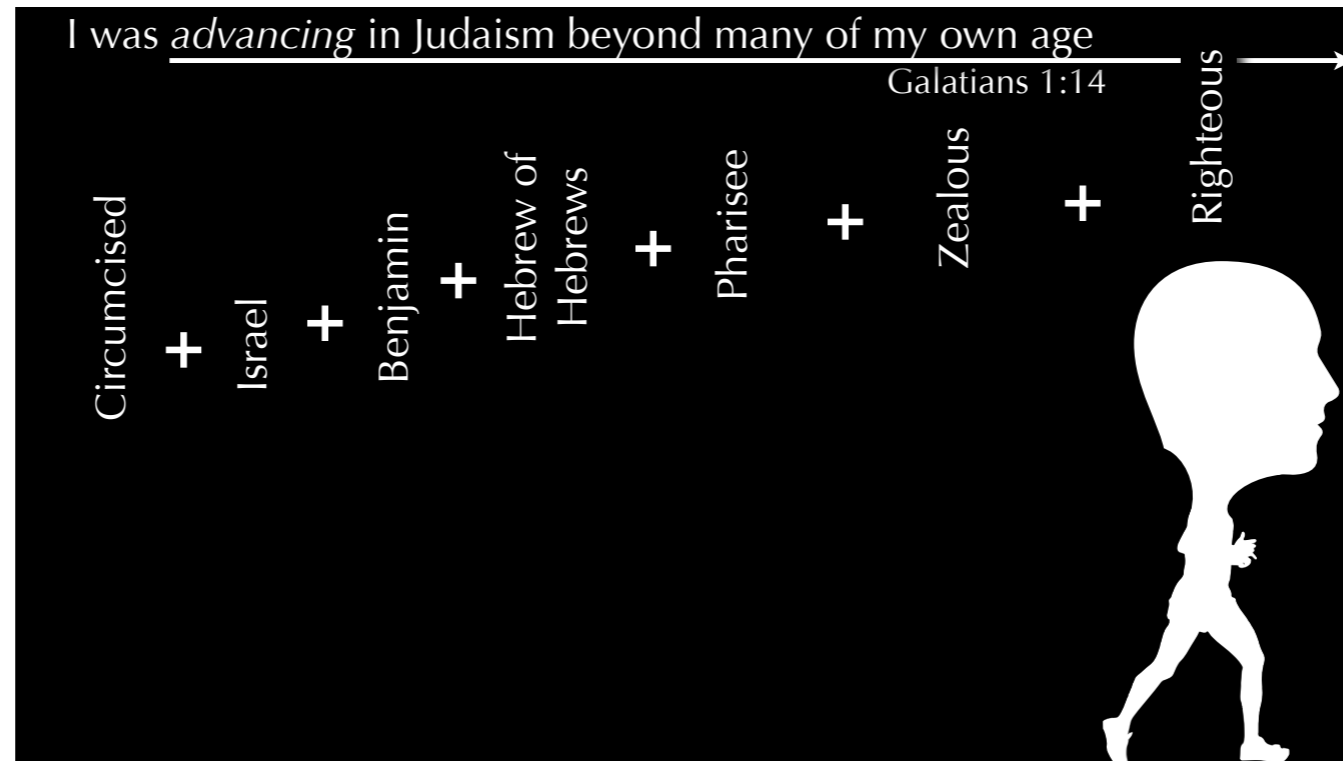 I was advancing in Judaism beyond many of my own age
Galatians 1:14
Circumcised
+
Israel
+
Benjamin
+
Hebrew of
Hebrews
+
Pharisee
+
Zealous
+
Righteous